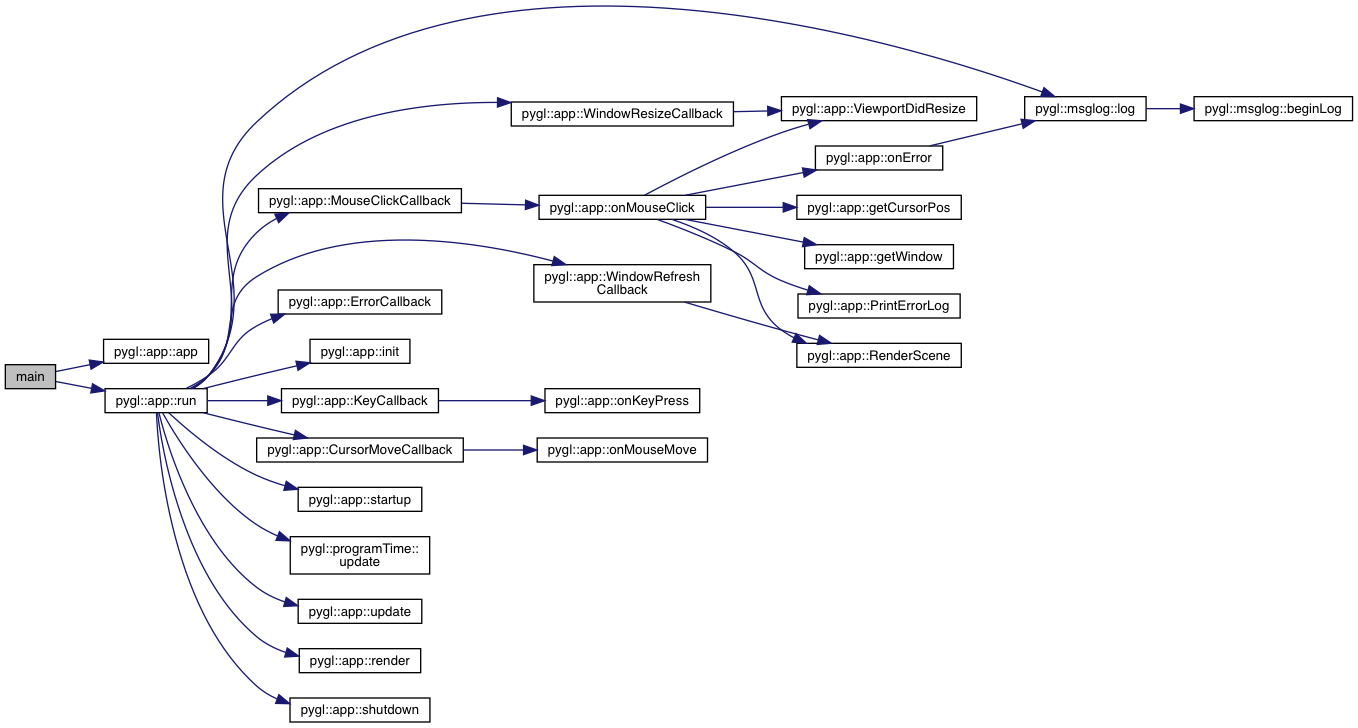 main
pygl::app::app
pygl::app::run
pygl::app::WindowResizeCallback
pygl::app::MouseClickCallback
pygl::app::WindowRefresh
Callback
pygl::app::ErrorCallback
pygl::app::init
pygl::app::KeyCallback
pygl::app::CursorMoveCallback
pygl::app::startup
pygl::programTime::
update
pygl::app::update
pygl::app::render
pygl::app::shutdown
pygl::app::onMouseClick
pygl::app::onKeyPress
pygl::app::onMouseMove
pygl::app::ViewportDidResize
pygl::app::onError
pygl::app::getCursorPos
pygl::app::getWindow
pygl::app::PrintErrorLog
pygl::app::RenderScene
pygl::msglog::log
pygl::msglog::beginLog